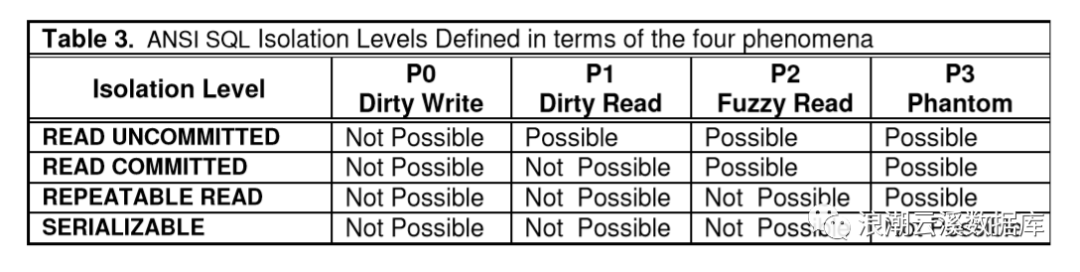 Table 3. ANSI SQL Isolation Levels Defined in terms of the four phenomena
Isolation Level P0 Dirty Write P1 Dirty Read P2 Fuzzy Read P3 Phantom
READ UNCOMMITTED Not Possible Possible Possible Possible
READ COMMITTED Not Possible Not Possible Possible Possible
REPEATABLE READ Not Possible Not Possible Not Possible Possible
SERIALIZABLE Not Possible Not Possible Not Possible Not Possible
浪潮云溪数据库